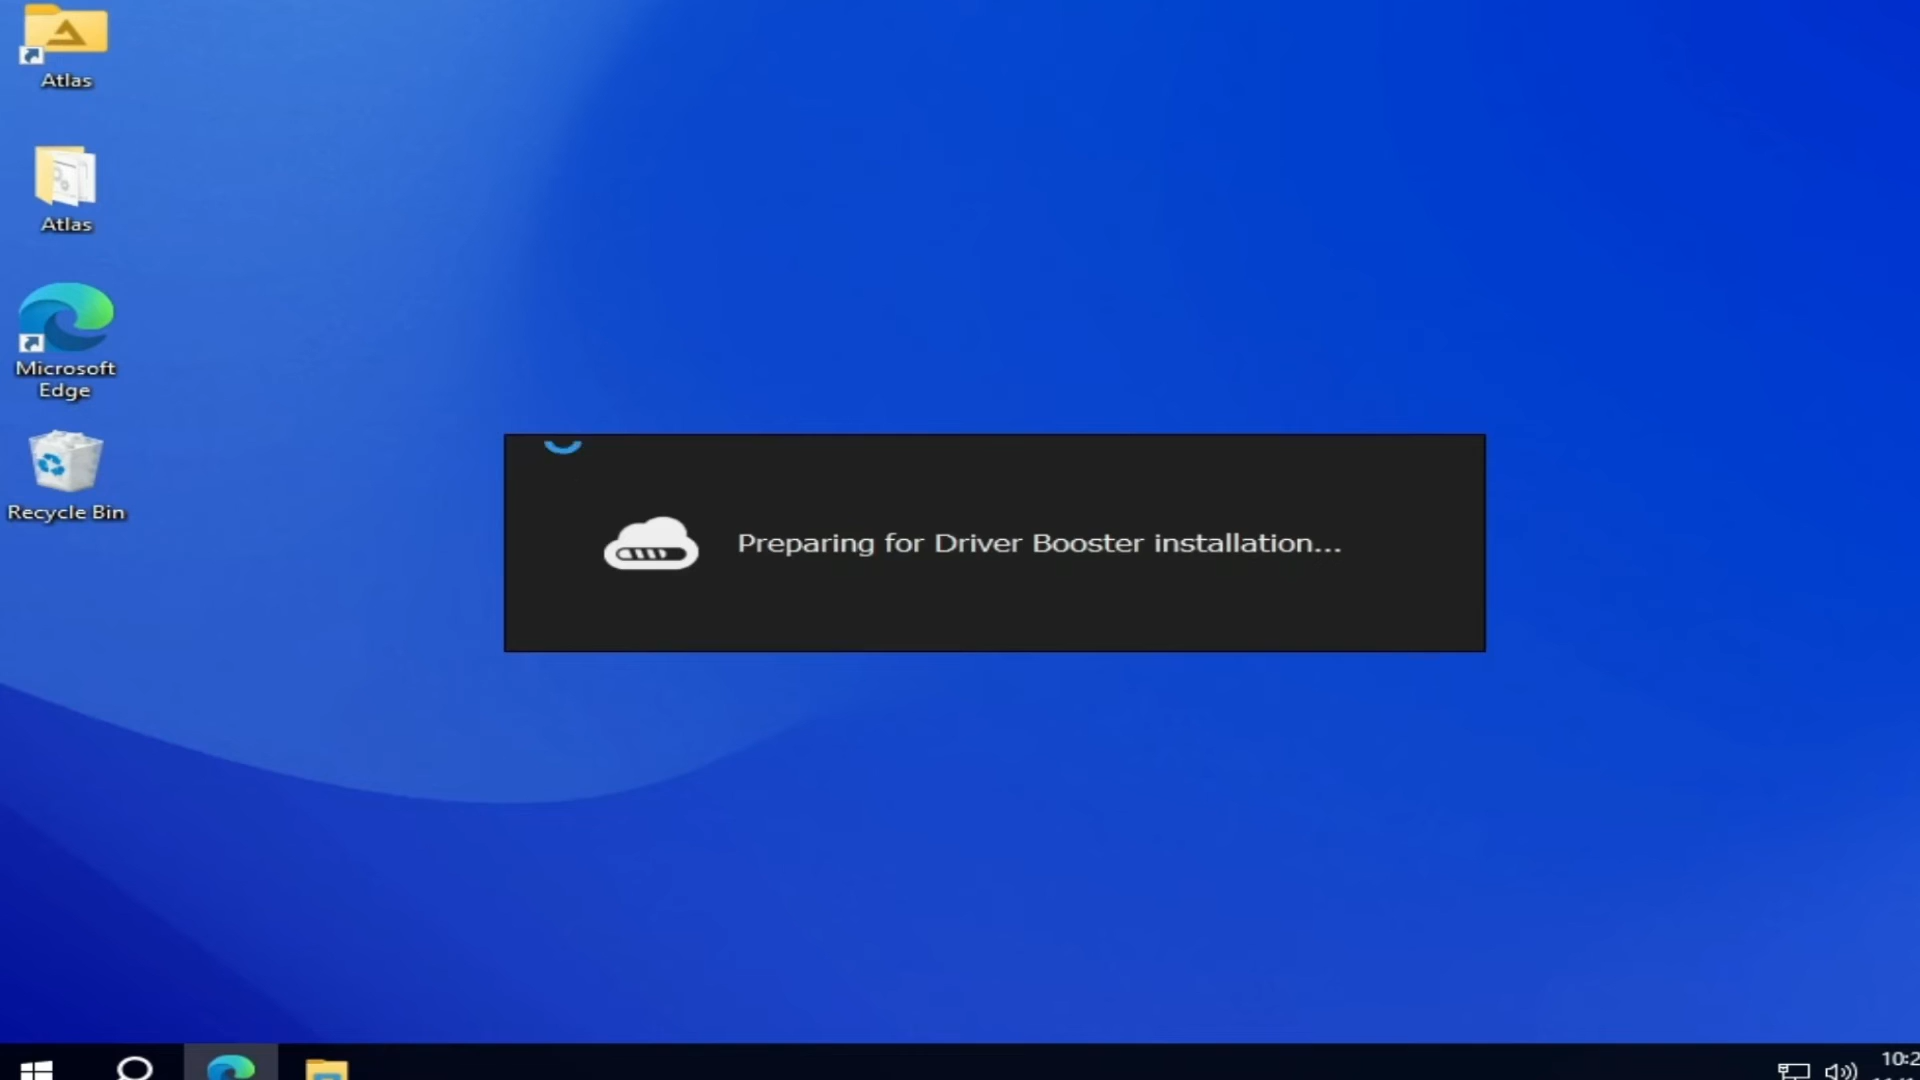 Atlas
Atlas
Microsoft
Edge
Recycle Bin
Preparing for Driver Booster installation...